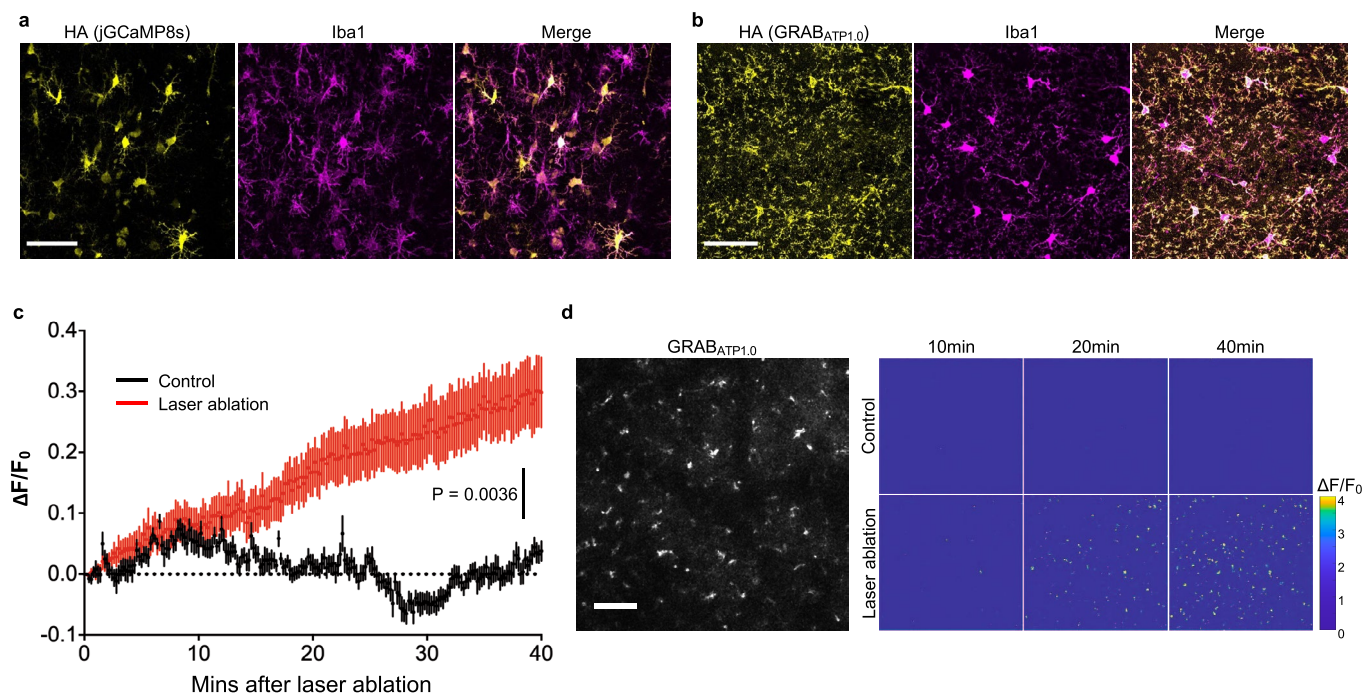 a
HA (jGCaMP8s)
Iba1
Merge
b
HA (GRABATP1.0)
Iba1
Merge
c
0.4
0.3
0.2
0.1
0.0
-0.1
ΔF/F0
Control
Laser ablation
P = 0.0036
0
10
20
30
40
Mins after laser ablation
d
GRABATP1.0
10min
20min
40min
Control
Laser ablation
ΔF/F0
4
3
2
1
0